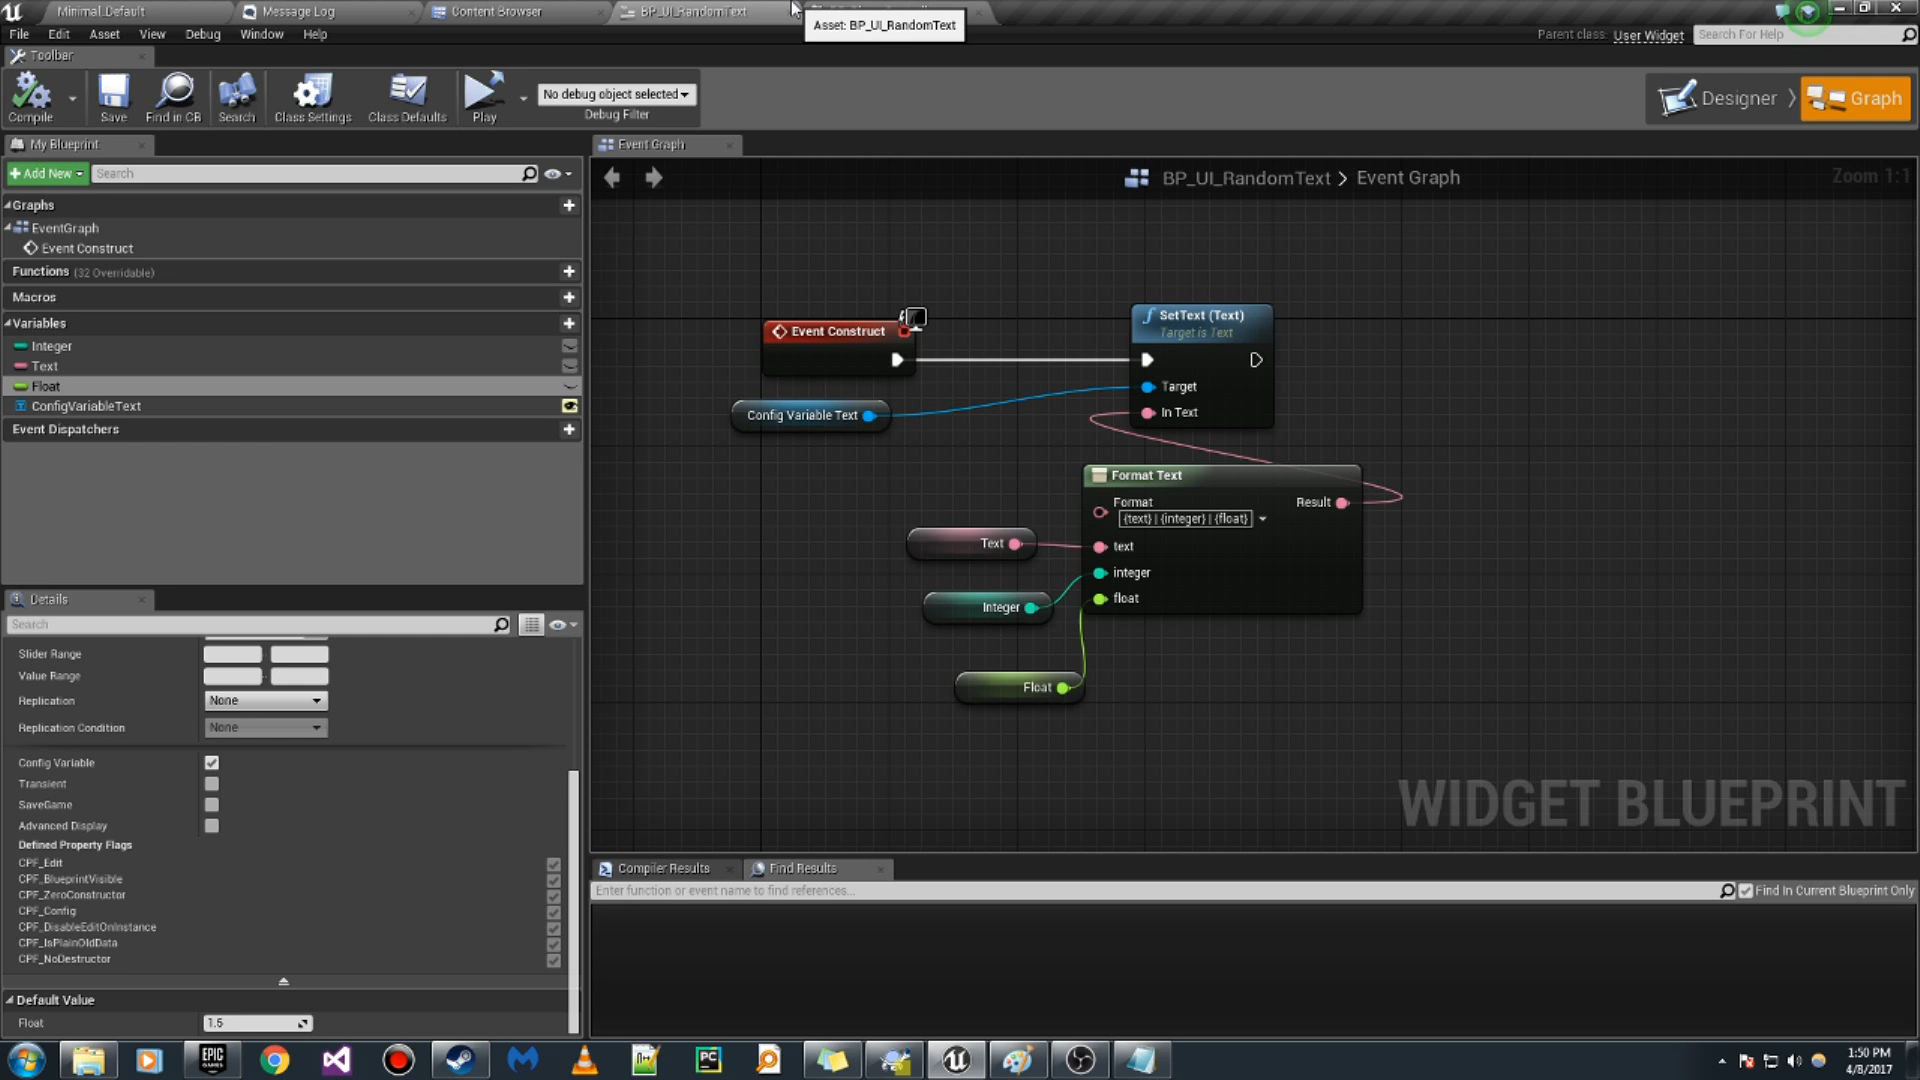 Minimal_Default
Message Log
Content Browser
BP_UI_RandomText
Asset: BP_UI_RandomText
File
Edit
Asset
View
Debug
Window
Help
Parent class: User Widget
Search For Help
Toolbar
Compile
Save
Find in CB
Search
Class Settings
Class Defaults
Play
No debug object selected
Debug Filter
Designer
Graph
My Blueprint
Event Graph
+ Add New
Search
BP_UI_RandomText > Event Graph
Zoom 1:1
Graphs
EventGraph
Event Construct
Functions (32 Overridable)
Macros
Variables
Integer
Text
Float
ConfigVariableText
Event Dispatchers
Event Construct
SetText (Text)
Target is Text
Config Variable Text
Target
In Text
Format Text
Format
{text} | {integer} | {float}
Result
Text
text
integer
Integer
float
Float
WIDGET BLUEPRINT
Details
Search
Slider Range
Value Range
Replication
None
Replication Condition
None
Config Variable
Transient
SaveGame
Advanced Display
Defined Property Flags
CPF_Edit
CPF_BlueprintVisible
CPF_ZeroConstructor
CPF_Config
CPF_DisableEditOnInstance
CPF_IsPlainOldData
CPF_NoDestructor
Default Value
Float
1.5
Compiler Results
Find Results
Enter function or event name to find references...
Find In Current Blueprint Only
EPIC
GAMES
PC
1:50 PM
4/8/2017